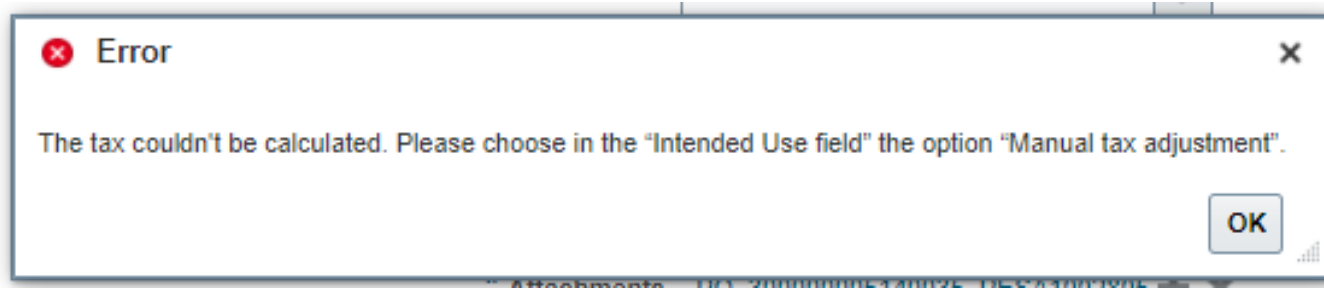 Error
The tax couldn't be calculated. Please choose in the “Intended Use field” the option “Manual tax adjustment”.
OK
Attachments